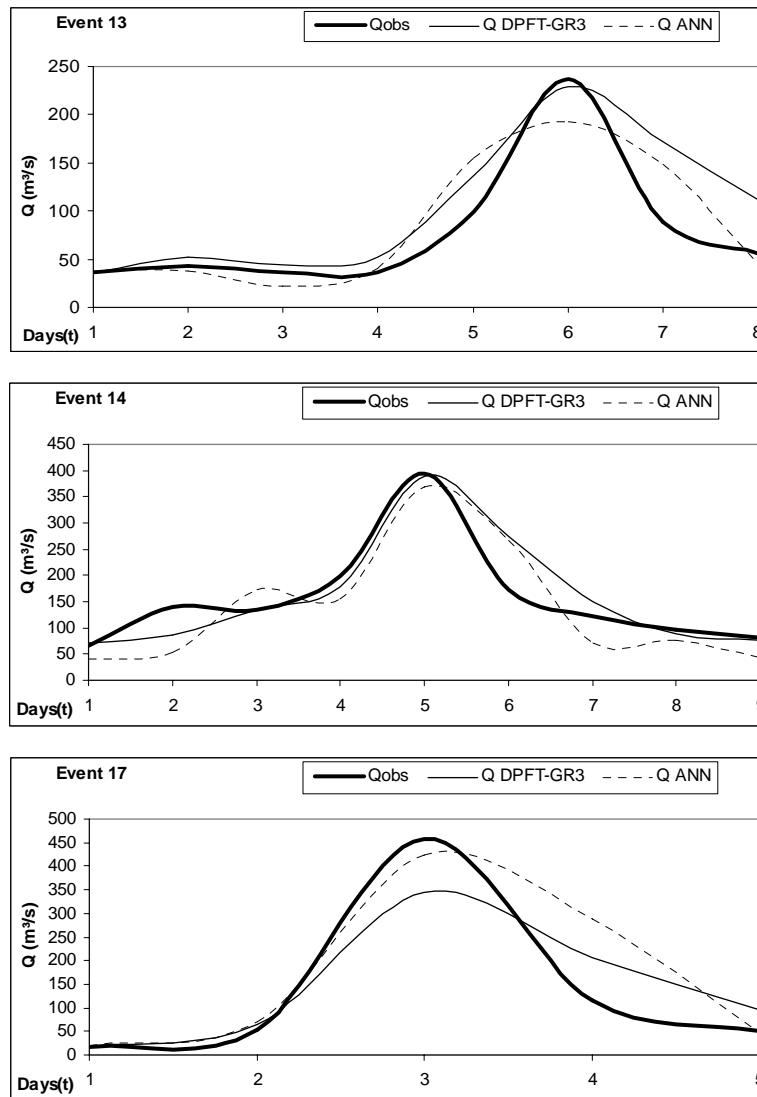 Event 13
Qobs Q DPFT-GR3 Q ANN
Q (m³/s)
250
200
150
100
50
0
1 2 3 4 5 6 7 8
Days(t)
Event 14
Qobs Q DPFT-GR3 Q ANN
Q (m³/s)
450
400
350
300
250
200
150
100
50
0
1 2 3 4 5 6 7 8 9
Days(t)
Event 17
Qobs Q DPFT-GR3 Q ANN
Q (m³/s)
500
450
400
350
300
250
200
150
100
50
0
1 2 3 4 5
Days(t)